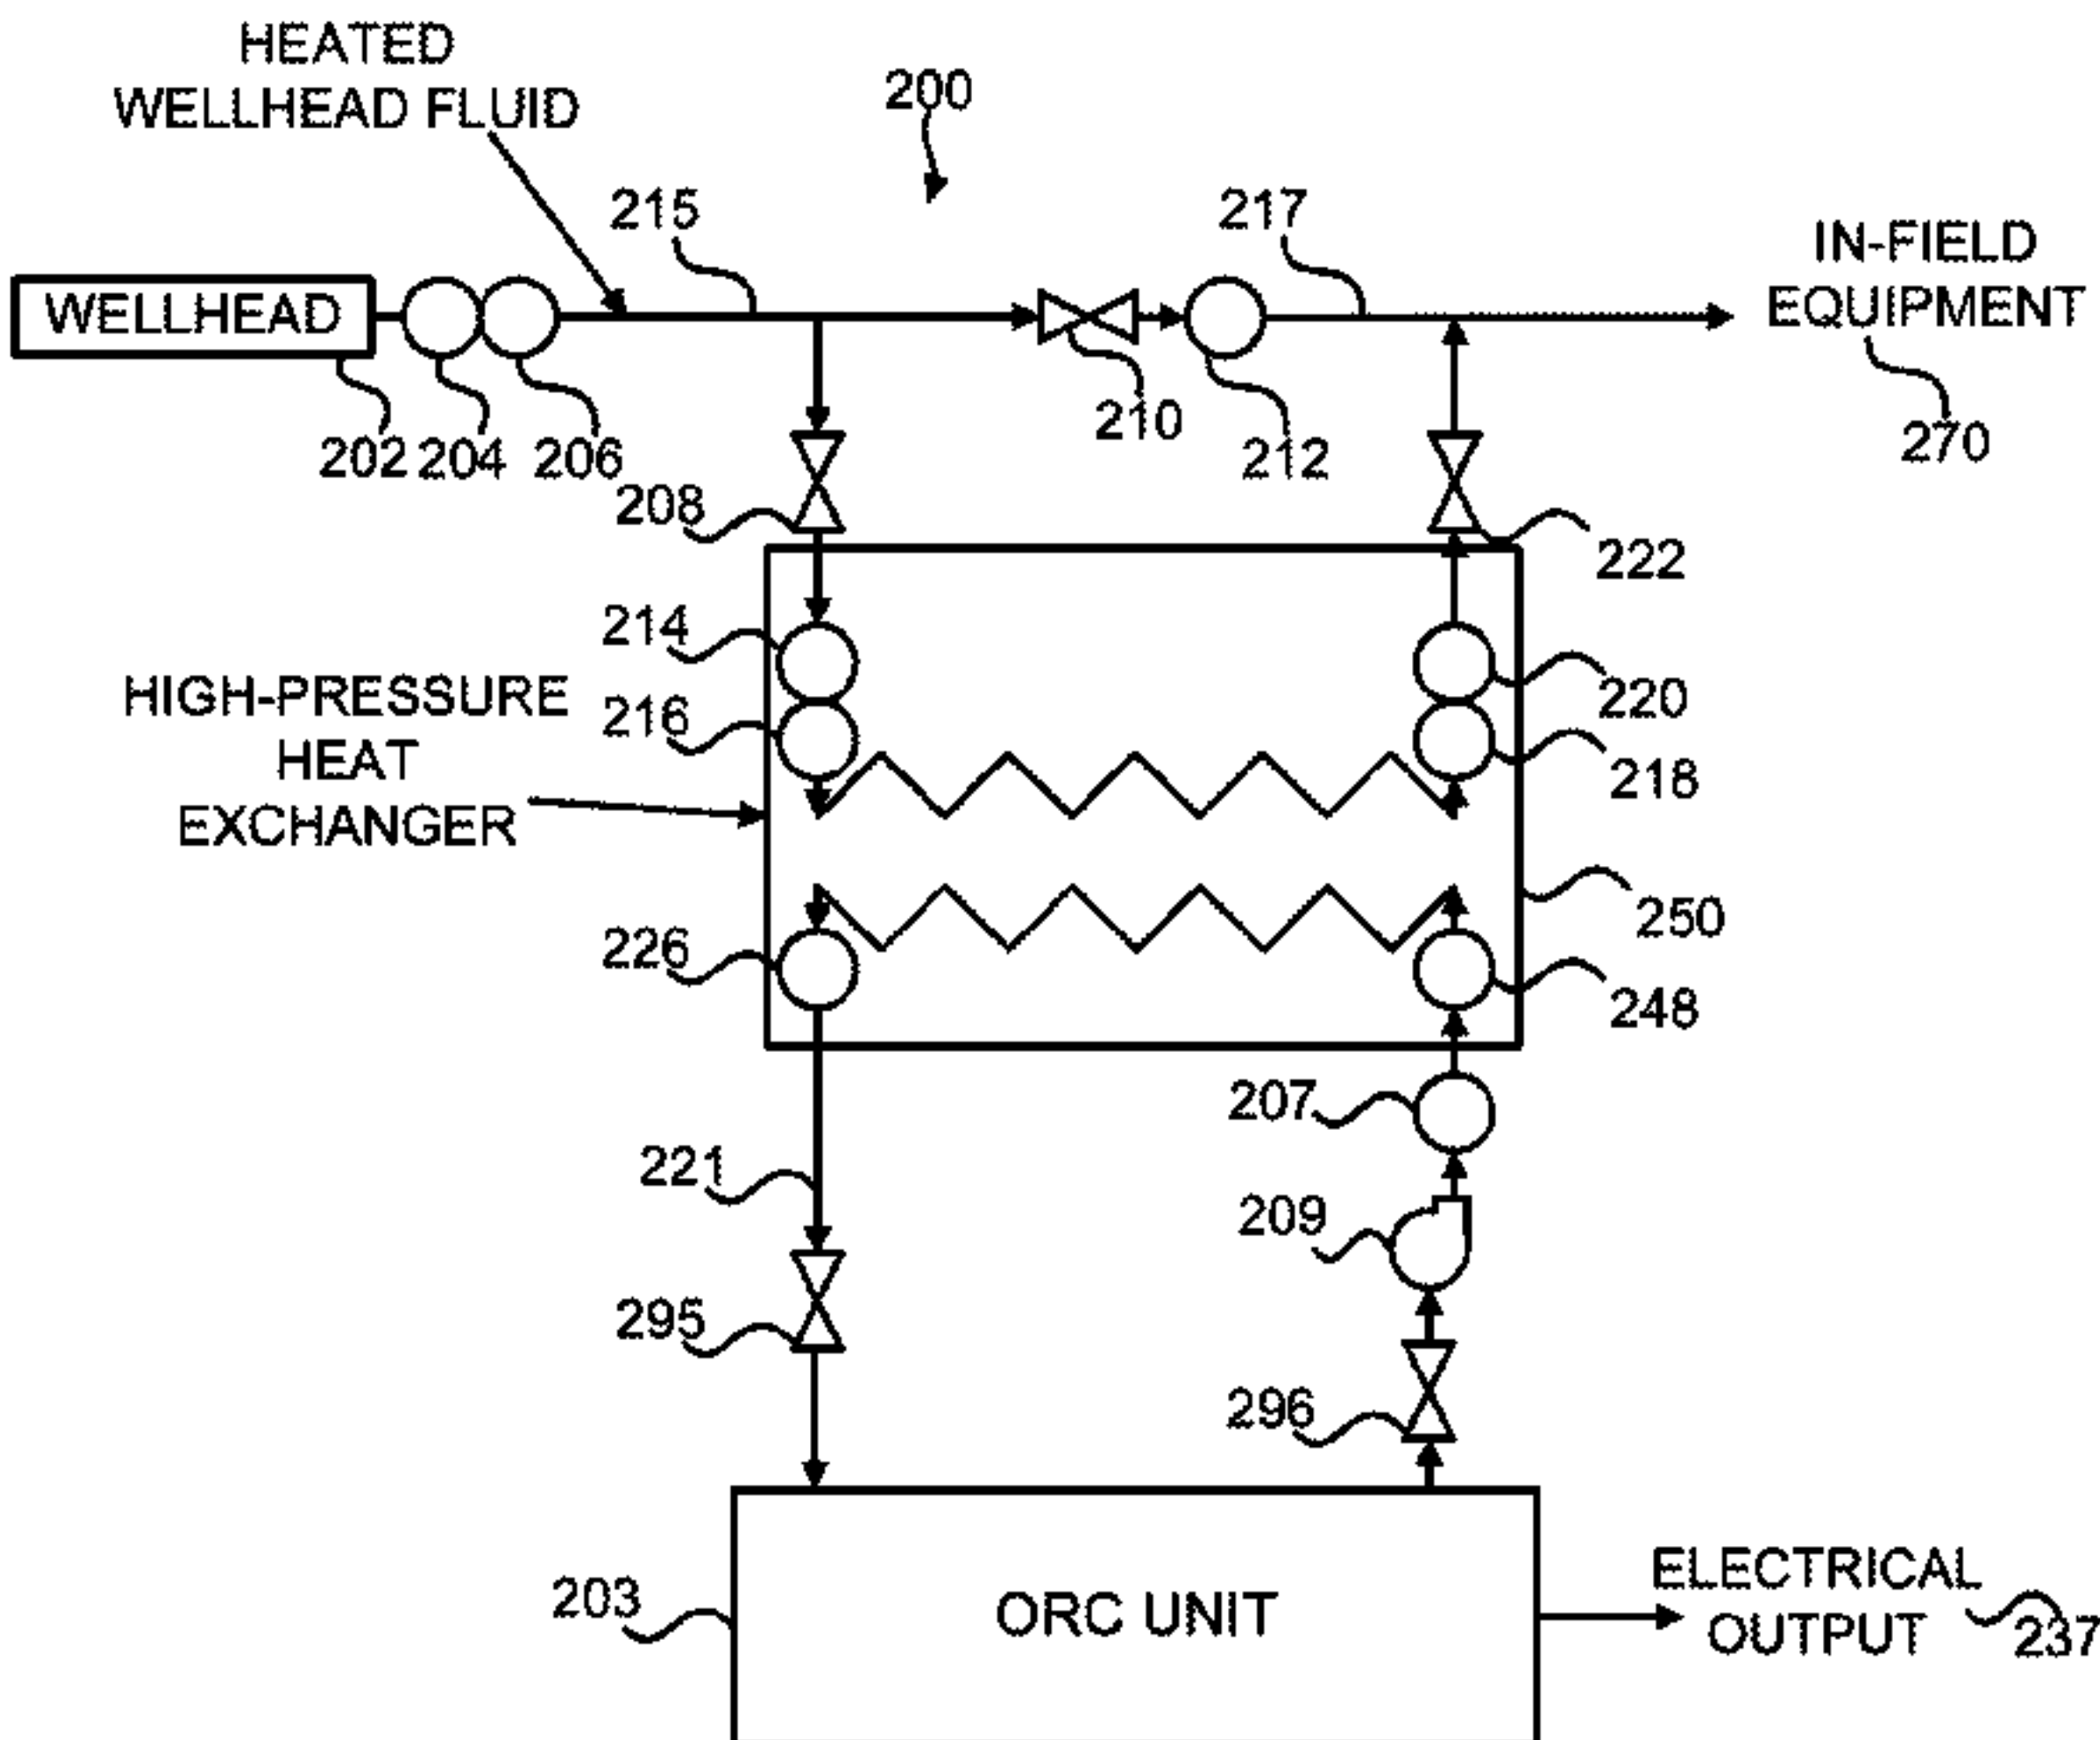 HEATED
WELLHEAD FLUID
200
215
217
IN-FIELD
EQUIPMENT
WELLHEAD
210
212
270
202
204
206
208
222
214
220
HIGH-PRESSURE
HEAT
EXCHANGER
216
218
250
226
248
207
221
209
295
296
203
ORC UNIT
ELECTRICAL
OUTPUT
237